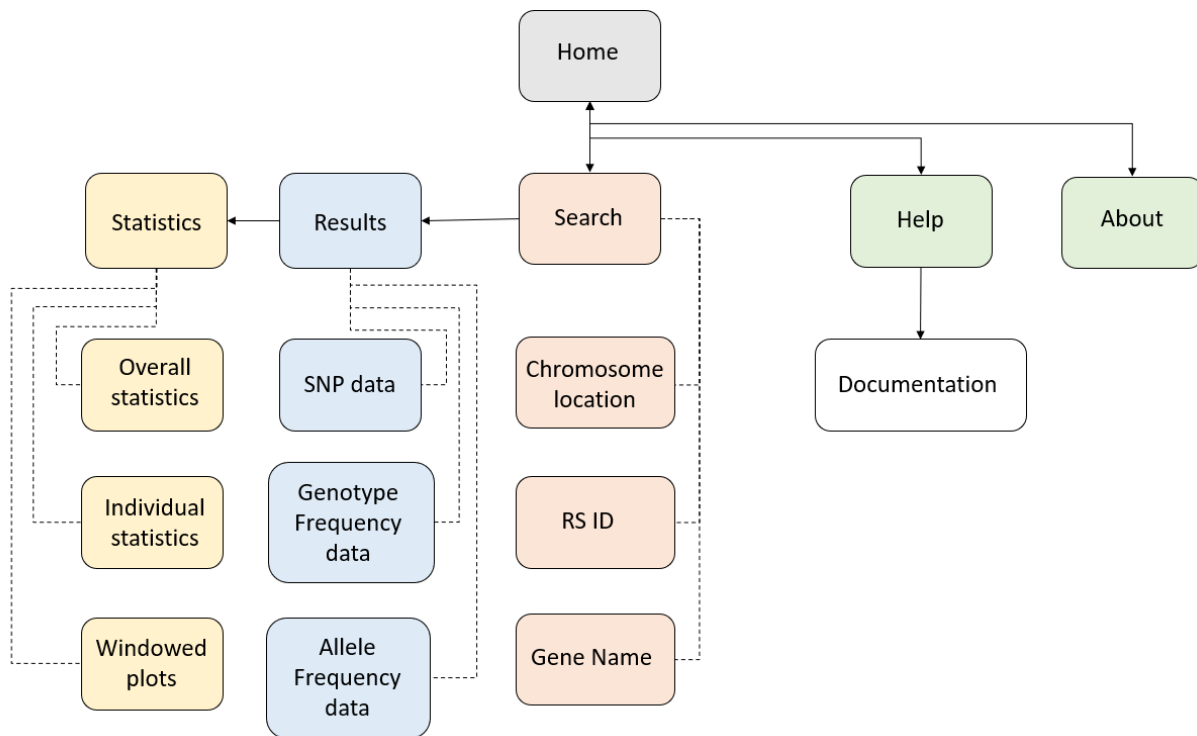 Home
Statistics
Results
Search
Help
About
Overall
statistics
SNP data
Chromosome
location
Documentation
Individual
statistics
Genotype
Frequency
data
RS ID
Windowed
plots
Allele
Frequency
data
Gene Name